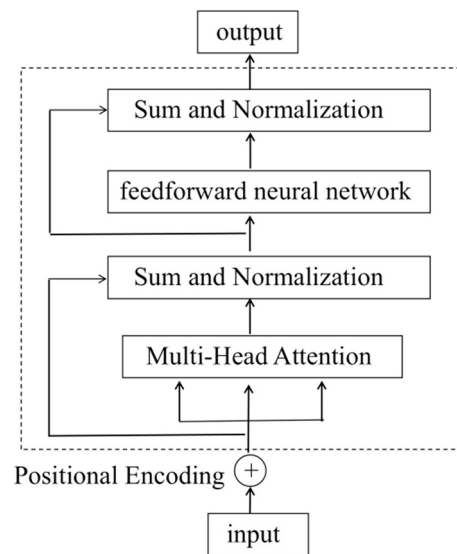 output
Sum and Normalization
feedforward neural network
Sum and Normalization
Multi-Head Attention
Positional Encoding +
input